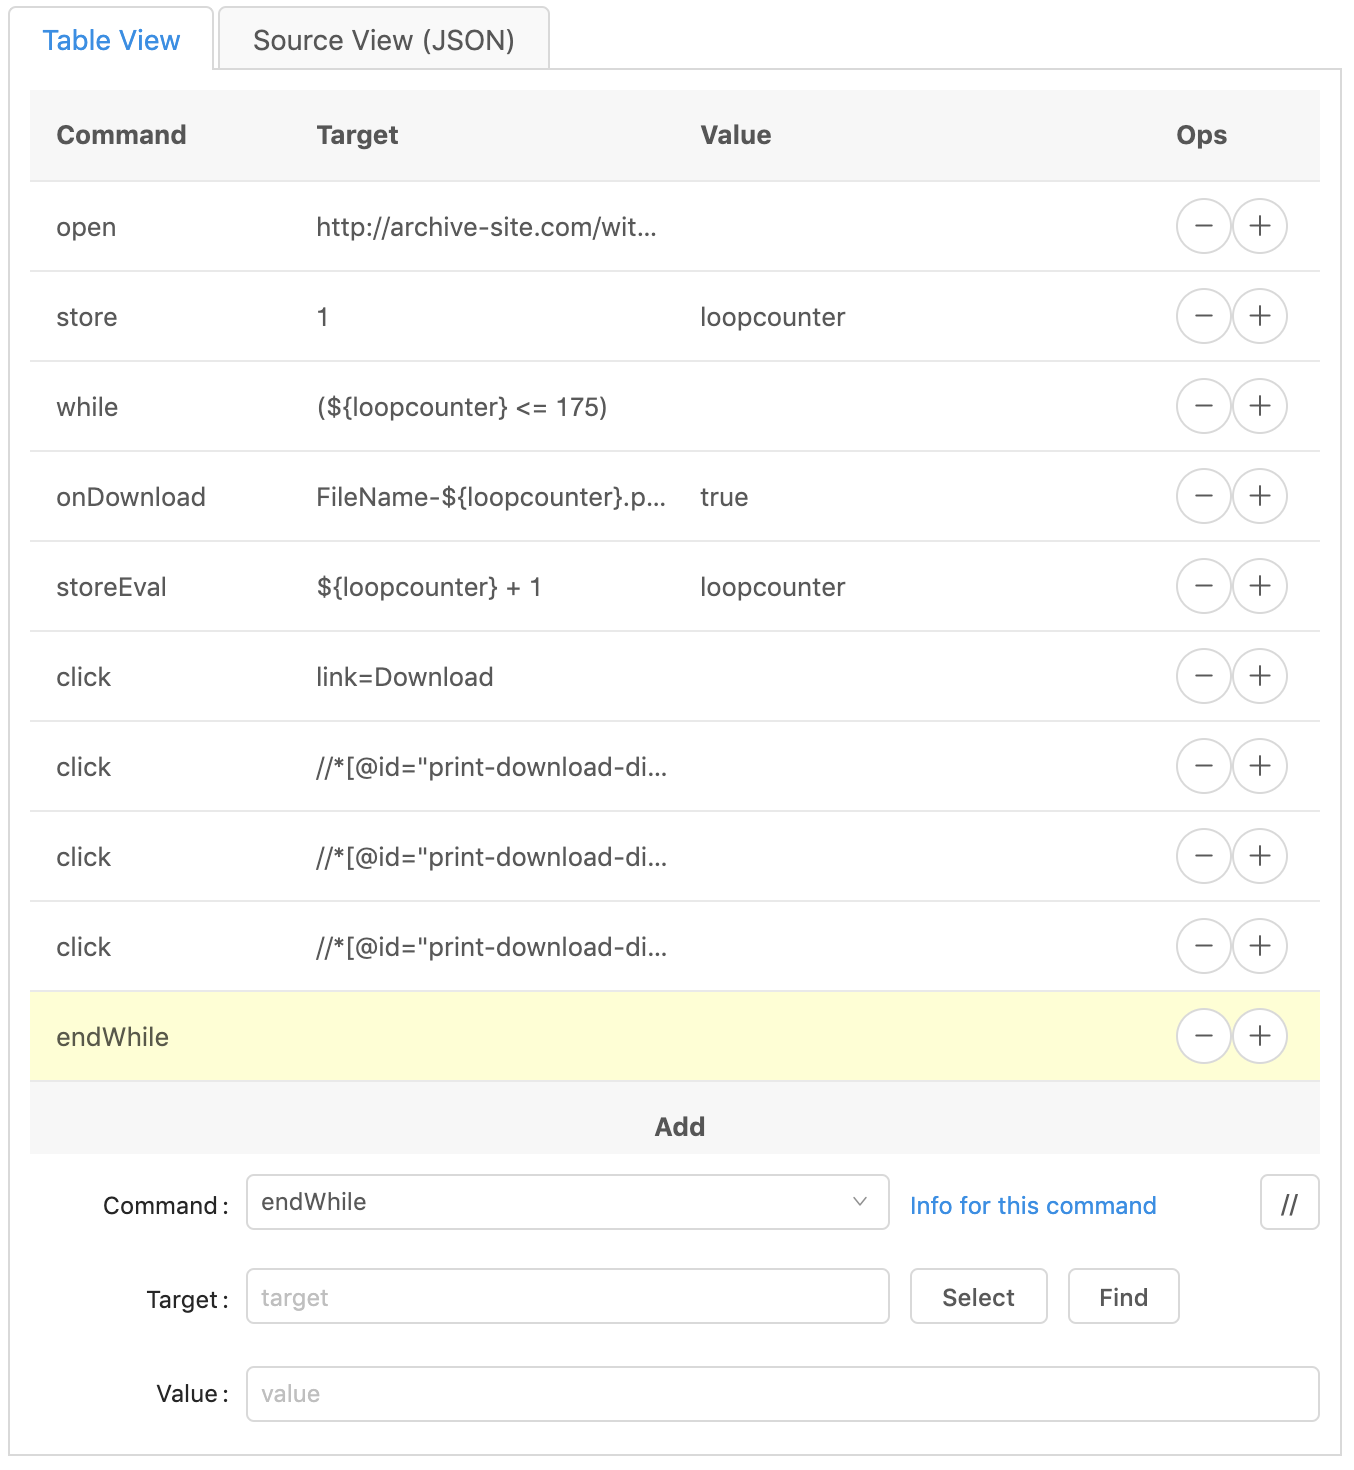 Table View Source View (JSON)
Command Target Value Ops
open http://archive-site.com/wit...
store 1 loopcounter
while (${loopcounter} <= 175)
onDownload FileName-${loopcounter}.p... true
storeEval ${loopcounter} + 1 loopcounter
click link=Download
click //*[@id="print-download-di...
click //*[@id="print-download-di...
click //*[@id="print-download-di...
endWhile
Add
Command: endWhile Info for this command //
Target: target Select Find
Value: value